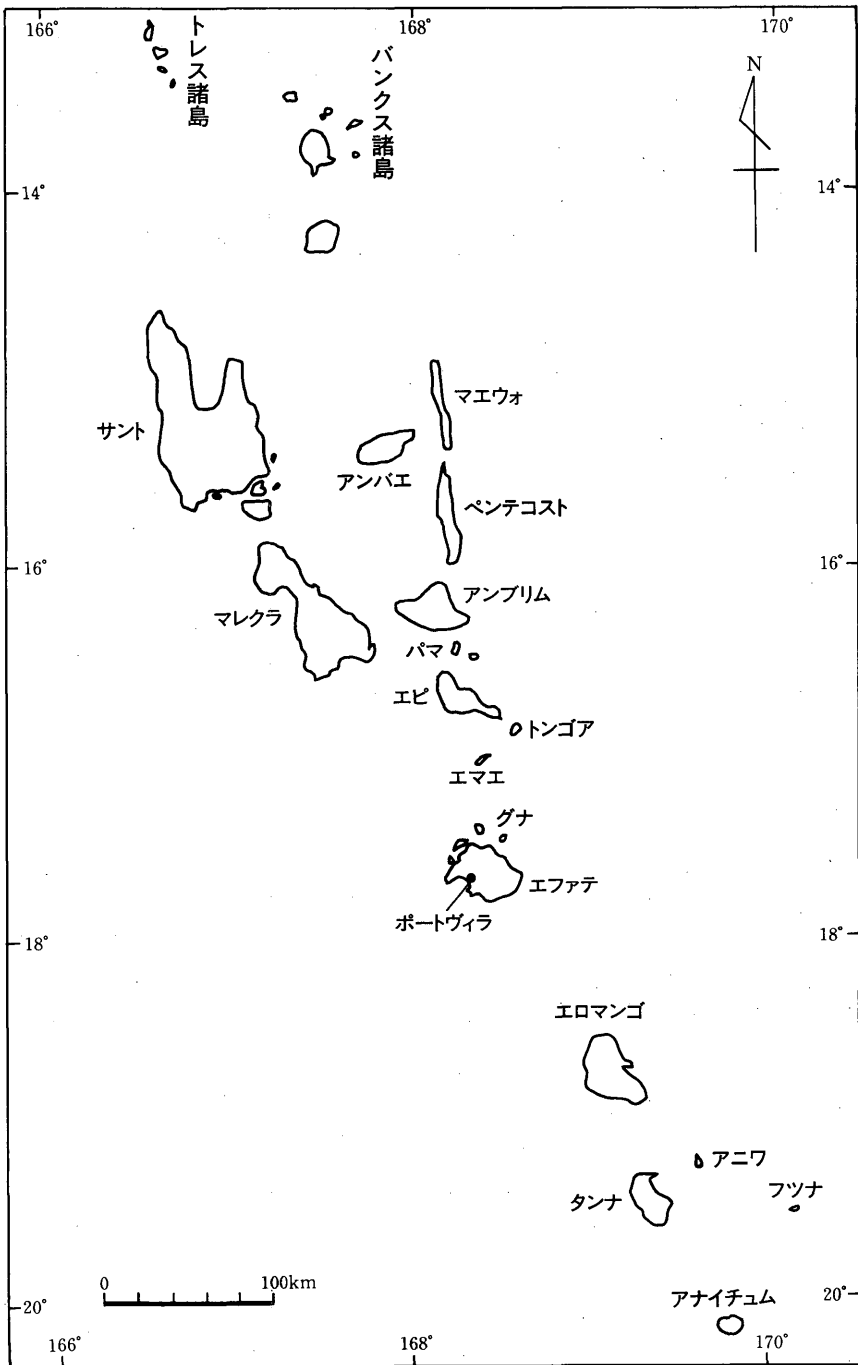 166°
168°
170°
トレス諸島
バンクス諸島
N
14°
14°
マエウォ
サント
アンバエ
ペンテコスト
16°
16°
アンブリム
マレクラ
パマ
エピ
トンゴア
エマエ
グナ
エファテ
ポートヴィラ
18°
18°
エロマンゴ
アニワ
フツナ
タンナ
0 100km
アナイチュム
20°
20°
166°
168°
170°